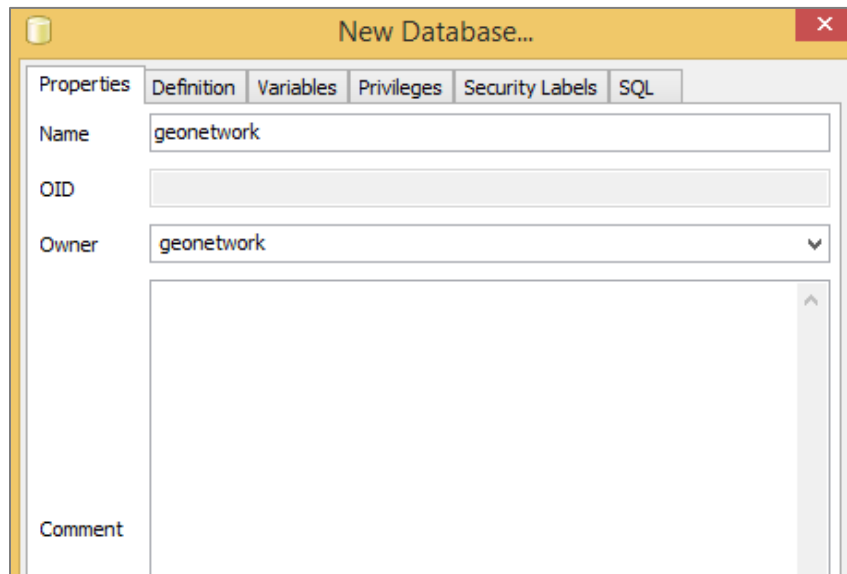 New Database...
Properties Definition Variables Privileges Security Labels SQL
Name geonetwork
OID
Owner geonetwork
Comment